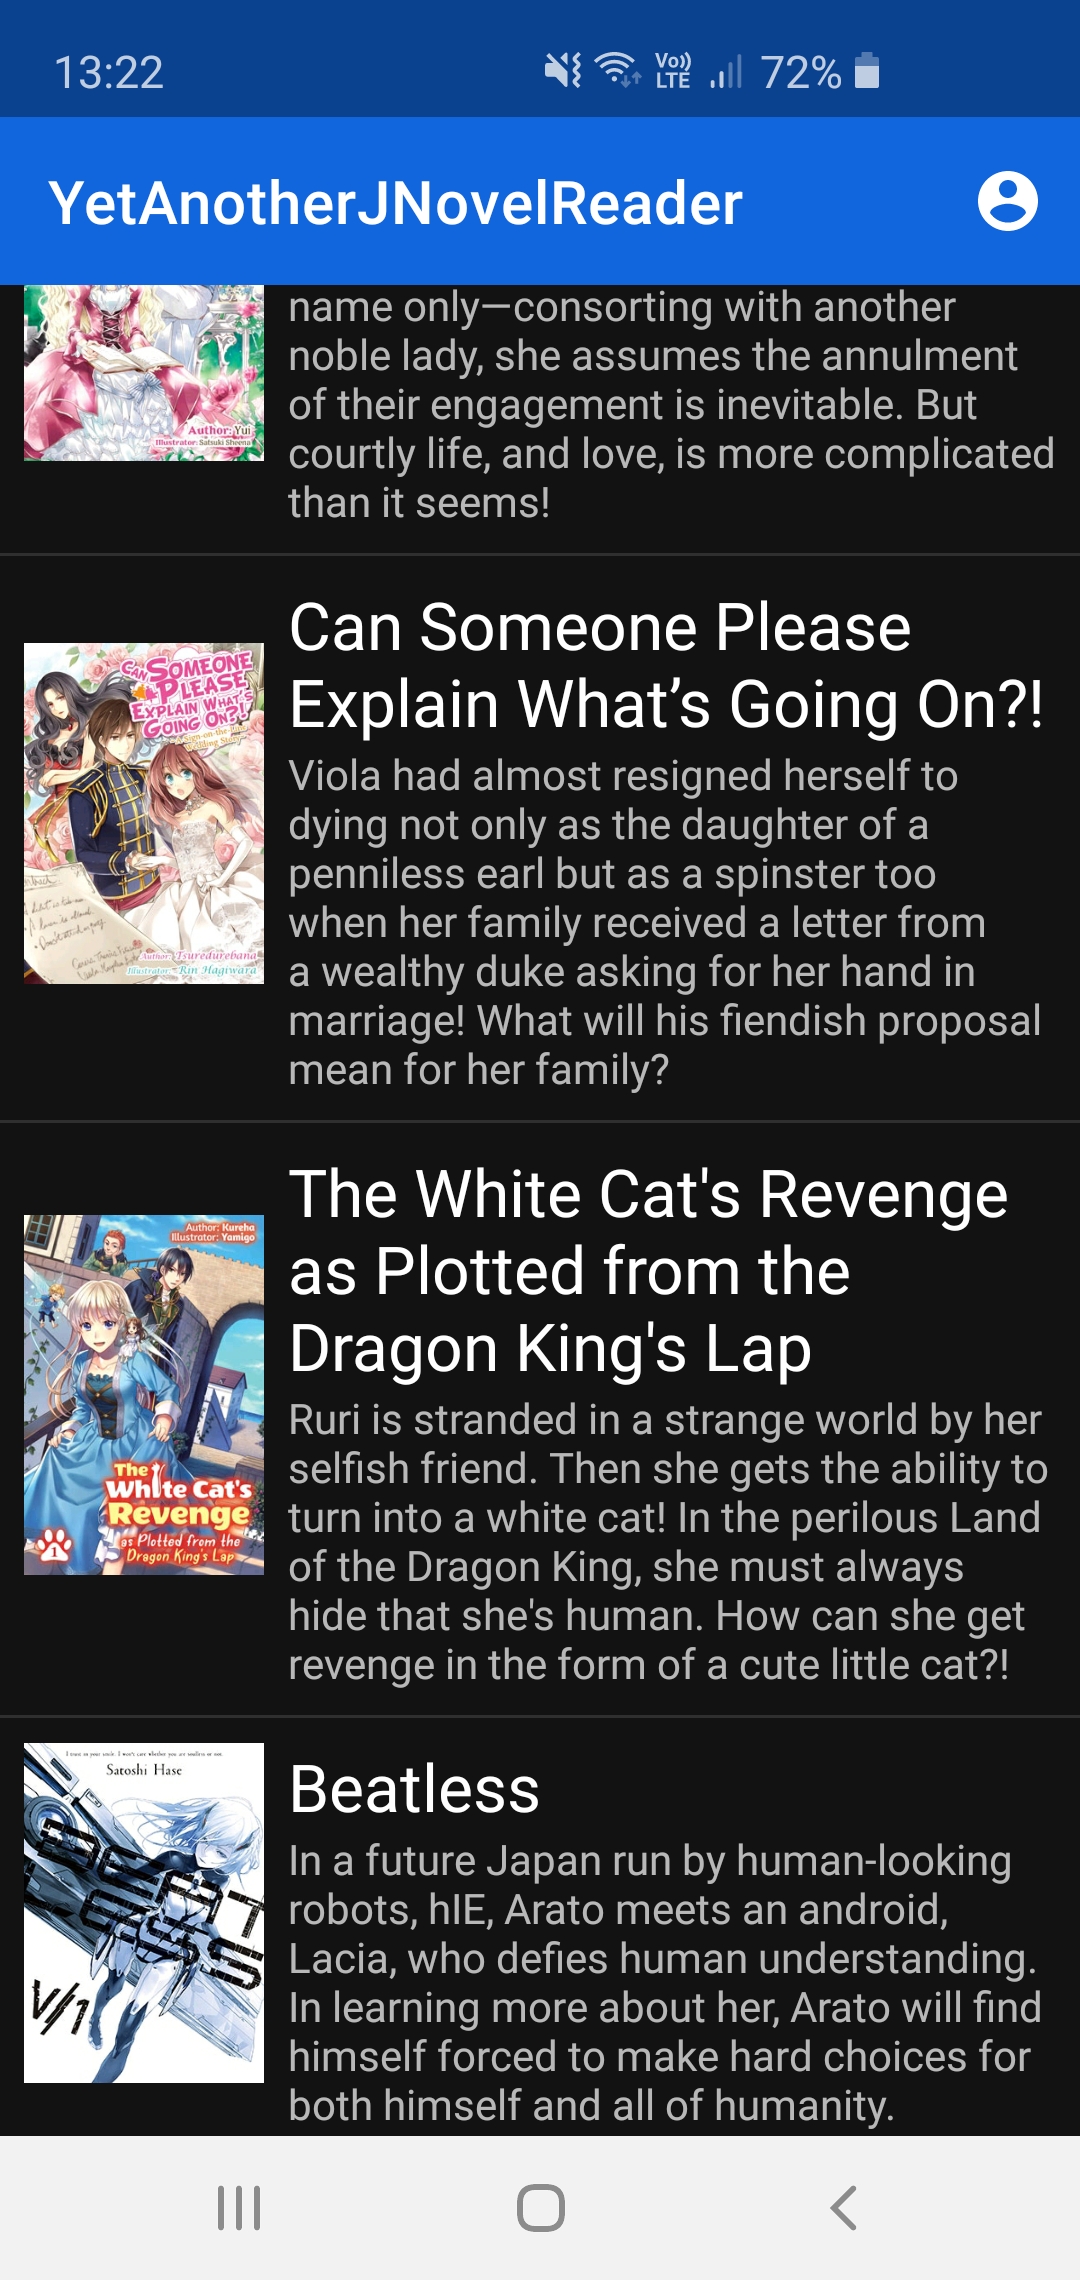 13:22
Vo))
LTE
72%
YetAnotherJNovelReader
Author: Yui
Illustrator: Satsuki Sheena
name only—consorting with another
noble lady, she assumes the annulment
of their engagement is inevitable. But
courtly life, and love, is more complicated
than it seems!
CAN SOMEONE
PLEASE
EXPLAIN WHAT'S
GOING ON?!
Author: Tsuredurebana
Illustrator: Rin Hagiwara
Can Someone Please
Explain What’s Going On?!
Viola had almost resigned herself to
dying not only as the daughter of a
penniless earl but as a spinster too
when her family received a letter from
a wealthy duke asking for her hand in
marriage! What will his fiendish proposal
mean for her family?
Author: Kureha
Illustrator: Yamigo
The
White Cat's
Revenge
as Plotted from the
Dragon King's Lap
1
The White Cat's Revenge
as Plotted from the
Dragon King's Lap
Ruri is stranded in a strange world by her
selfish friend. Then she gets the ability to
turn into a white cat! In the perilous Land
of the Dragon King, she must always
hide that she's human. How can she get
revenge in the form of a cute little cat?!
Satoshi Hase
BEAT
LESS
V/1
Beatless
In a future Japan run by human-looking
robots, hIE, Arato meets an android,
Lacia, who defies human understanding.
In learning more about her, Arato will find
himself forced to make hard choices for
both himself and all of humanity.